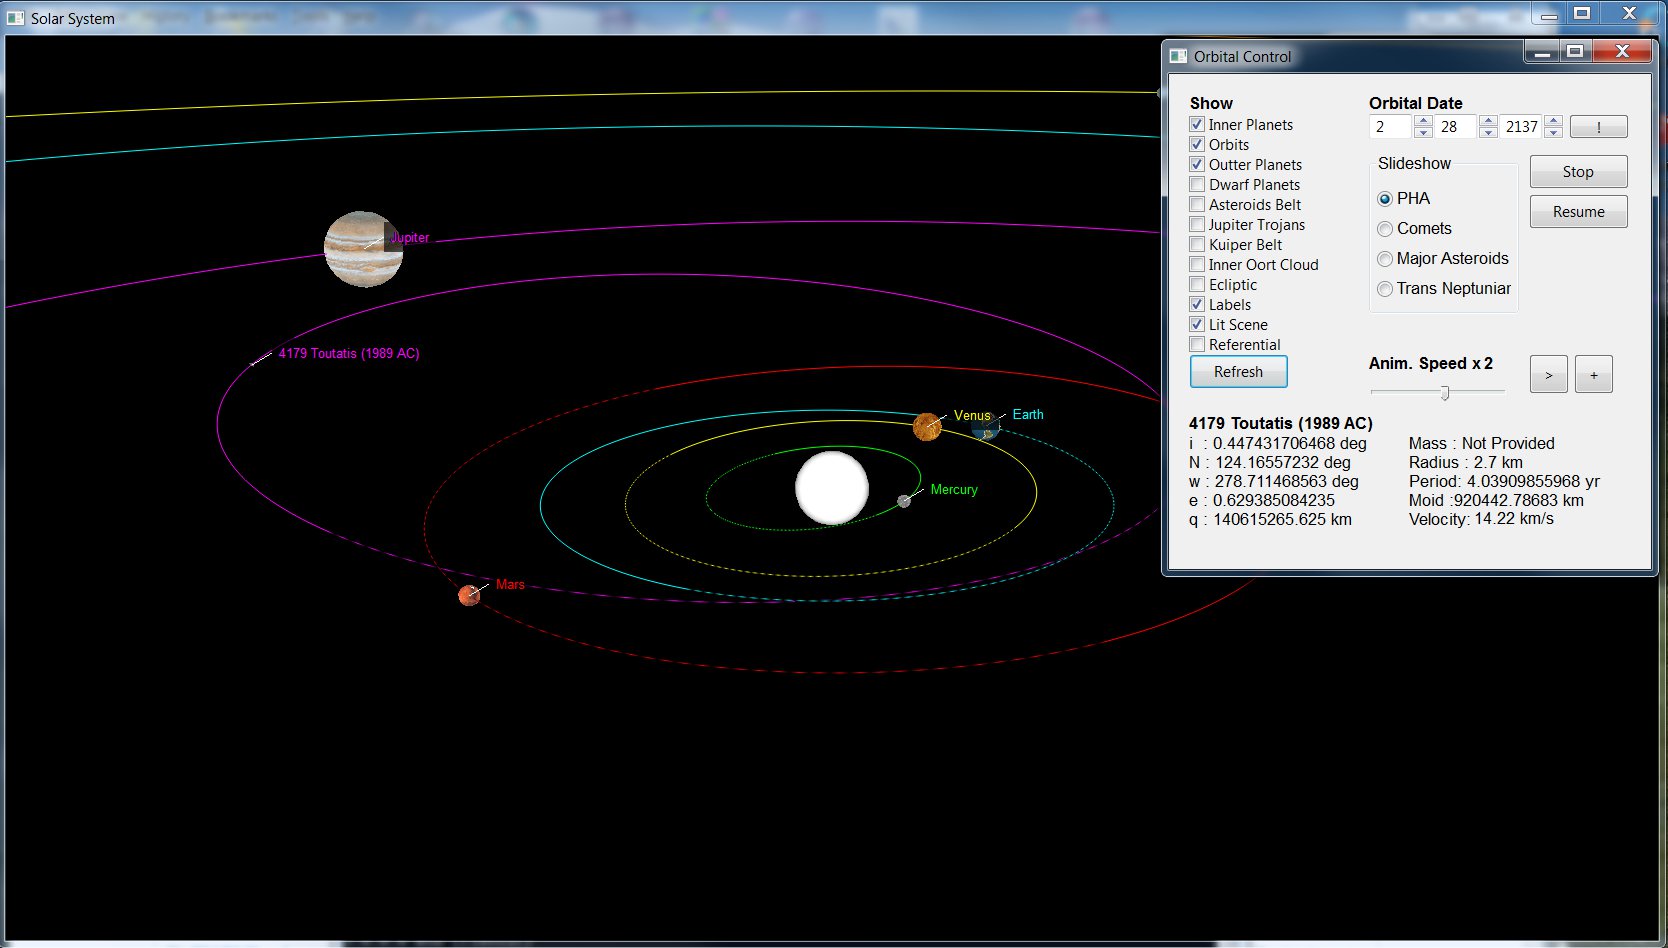 Solar System
Orbital Control
Show
Inner Planets
Orbits
Outter Planets
Dwarf Planets
Asteroids Belt
Jupiter Trojans
Kuiper Belt
Inner Oort Cloud
Ecliptic
Labels
Lit Scene
Referential
Refresh
Orbital Date
2 28 2137 !
Slideshow
PHA
Comets
Major Asteroids
Trans Neptunian
Stop
Resume
Anim. Speed x 2
> +
4179 Toutatis (1989 AC)
i : 0.447431706468 deg
N : 124.16557232 deg
w : 278.711468563 deg
e : 0.629385084235
q : 140615265.625 km
Mass : Not Provided
Radius : 2.7 km
Period: 4.03909855968 yr
Moid :920442.78683 km
Velocity: 14.22 km/s
Jupiter
4179 Toutatis (1989 AC)
Venus
Earth
Mercury
Mars